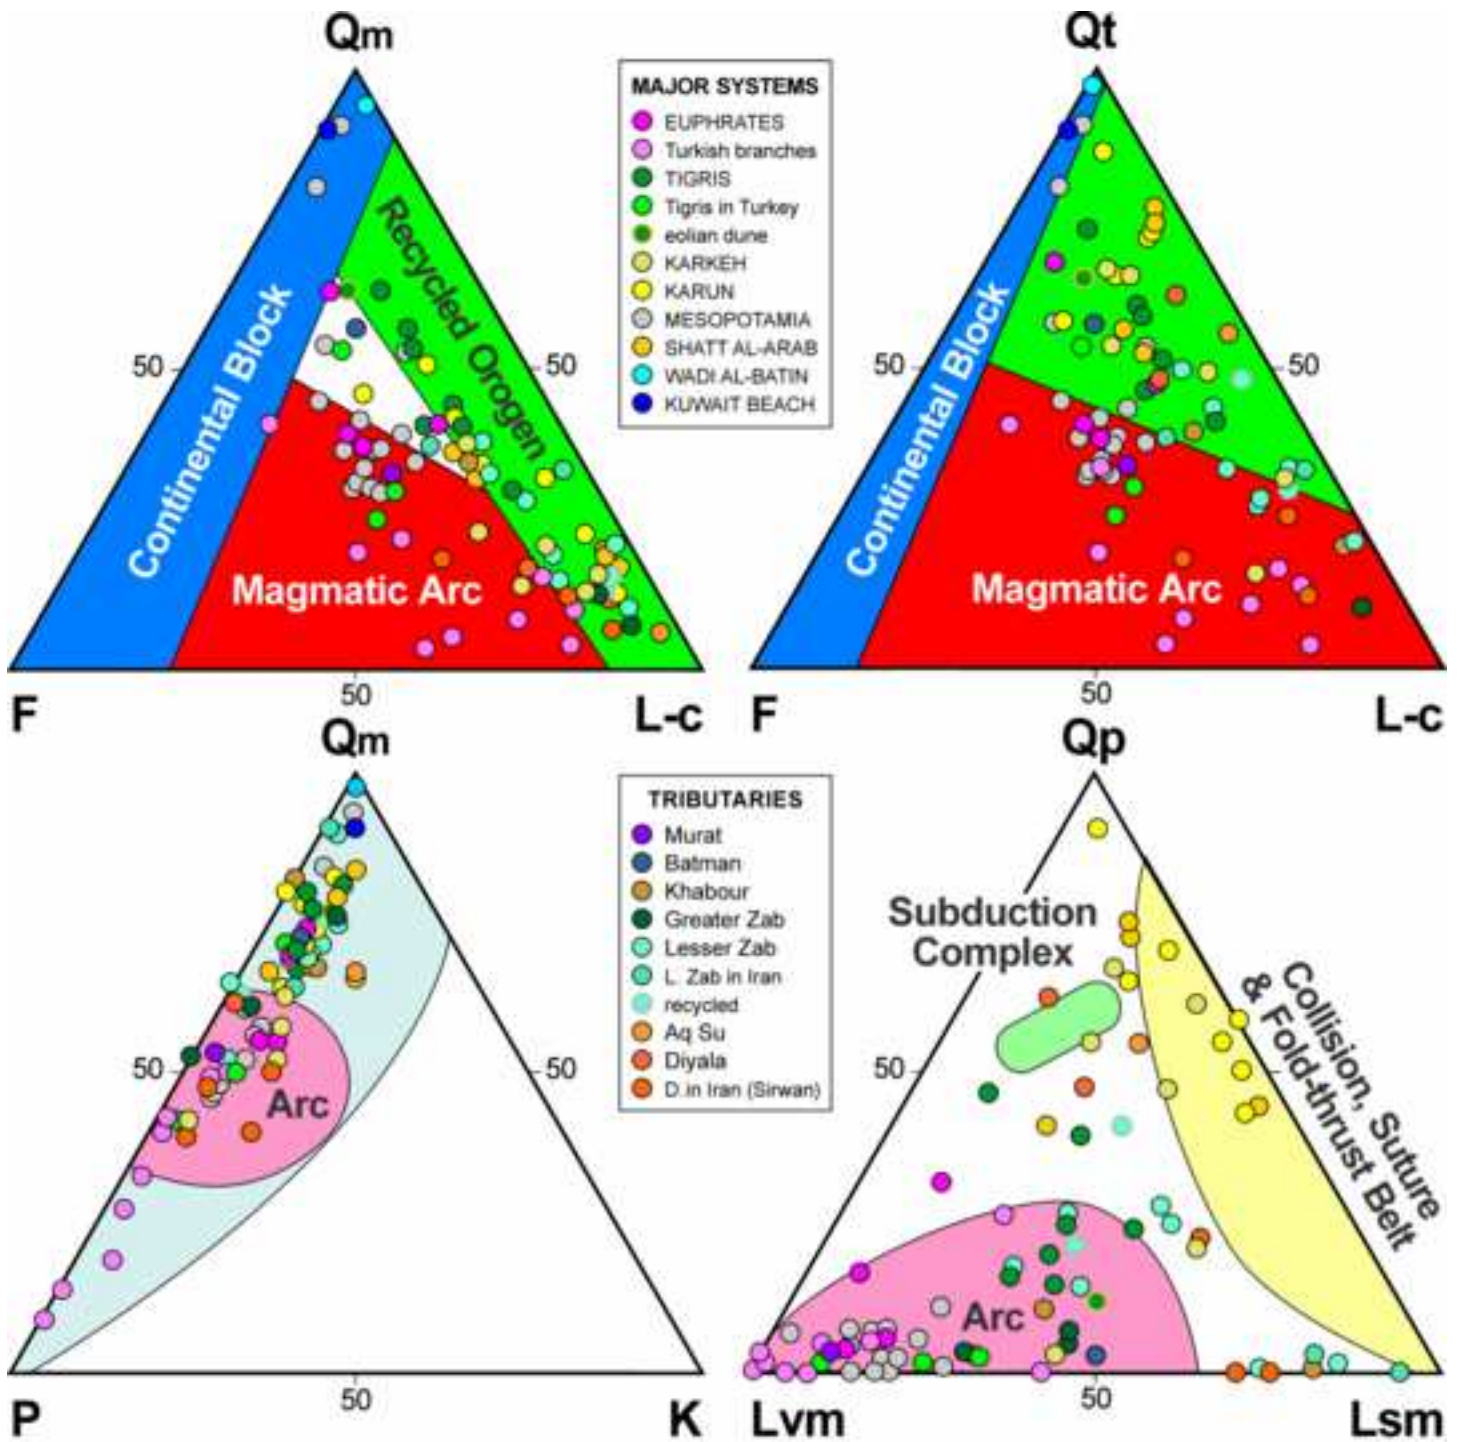 Qm
Continental Block
Recycled Orogen
Magmatic Arc
50
50
50
F
L-c
MAJOR SYSTEMS
EUPHRATES
Turkish branches
TIGRIS
Tigris in Turkey
eolian dune
KARKEH
KARUN
MESOPOTAMIA
SHATT AL-ARAB
WADI AL-BATIN
KUWAIT BEACH
Qt
Continental Block
Magmatic Arc
50
50
50
F
L-c
Qm
50
50
Arc
50
P
K
TRIBUTARIES
Murat
Batman
Khabour
Greater Zab
Lesser Zab
L. Zab in Iran
recycled
Aq Su
Diyala
D.in Iran (Sirwan)
Qp
Subduction
Complex
Collision, Suture
& Fold-thrust Belt
50
Arc
50
Lvm
Lsm